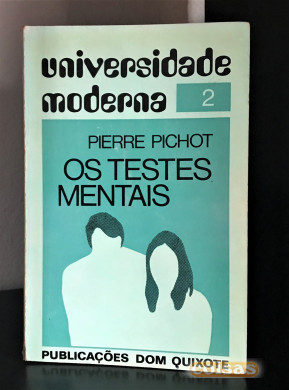 universidade
moderna 2
PIERRE PICHOT
OS TESTES
MENTAIS
PUBLICAÇÕES DOM QUIXOTE